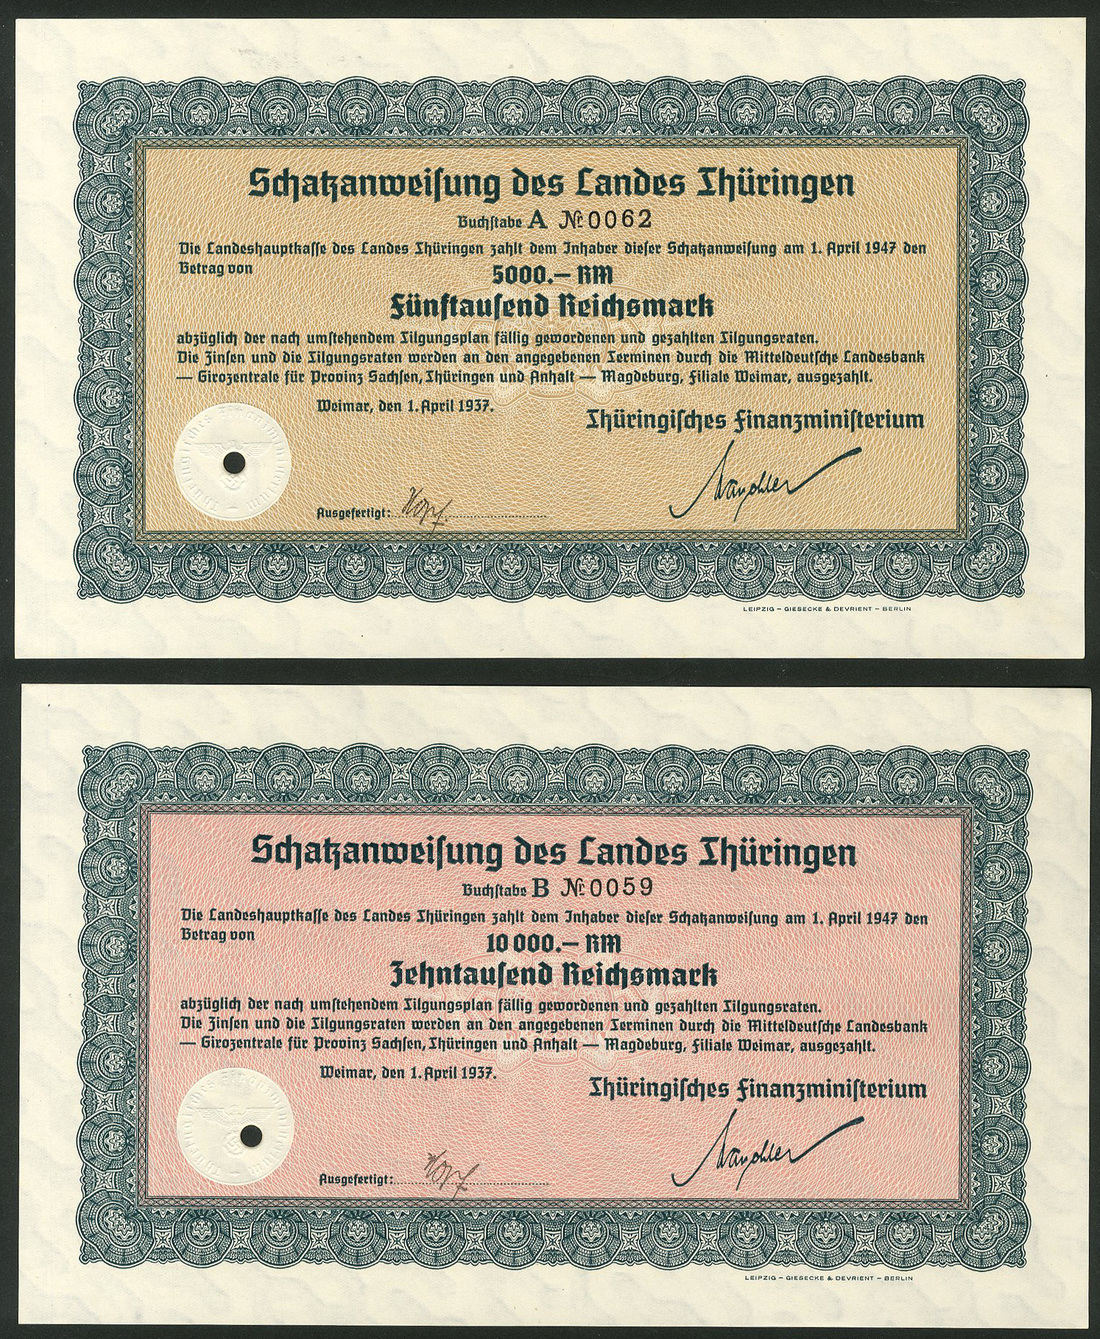 Schatzanweiſung des Landes Thüringen
Buchſtabe A № 0062
Die Landeshauptkaſſe des Landes Thüringen zahlt dem Inhaber dieſer Schatzanweiſung am 1. April 1947 den
Betrag von
5000.— RM
Fünftauſend Reichsmark
abzüglich der nach umſtehendem Tilgungsplan fällig gewordenen und gezahlten Tilgungsraten.
Die Zinſen und die Tilgungsraten werden an den angegebenen Terminen durch die Mitteldeutſche Landesbank
— Girozentrale für Provinz Sachſen, Thüringen und Anhalt — Magdeburg, Filiale Weimar, ausgezahlt.
Weimar, den 1. April 1937.
Thüringiſches Finanzminiſterium
Ausgefertigt:
LEIPZIG – GIESECKE & DEVRIENT – BERLIN
Schatzanweiſung des Landes Thüringen
Buchſtabe B № 0059
Die Landeshauptkaſſe des Landes Thüringen zahlt dem Inhaber dieſer Schatzanweiſung am 1. April 1947 den
Betrag von
10 000.— RM
Zehntauſend Reichsmark
abzüglich der nach umſtehendem Tilgungsplan fällig gewordenen und gezahlten Tilgungsraten.
Die Zinſen und die Tilgungsraten werden an den angegebenen Terminen durch die Mitteldeutſche Landesbank
— Girozentrale für Provinz Sachſen, Thüringen und Anhalt — Magdeburg, Filiale Weimar, ausgezahlt.
Weimar, den 1. April 1937.
Thüringiſches Finanzminiſterium
Ausgefertigt:
LEIPZIG – GIESECKE & DEVRIENT – BERLIN